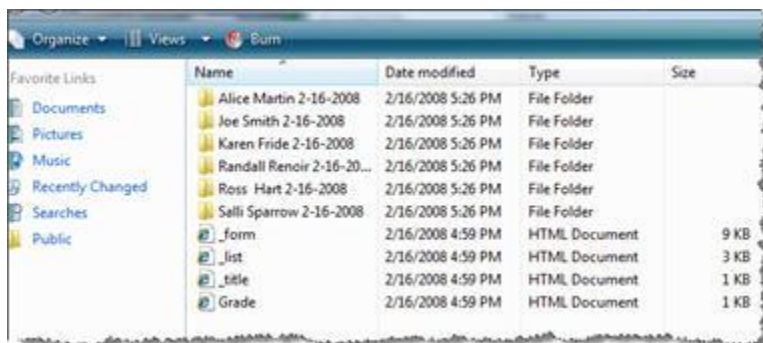 Organize Views Burn
Favorite Links
Documents
Pictures
Music
Recently Changed
Searches
Public
Name Date modified Type Size
Alice Martin 2-16-2008 2/16/2008 5:26 PM File Folder
Joe Smith 2-16-2008 2/16/2008 5:26 PM File Folder
Karen Fride 2-16-2008 2/16/2008 5:26 PM File Folder
Randall Renoir 2-16-20... 2/16/2008 5:26 PM File Folder
Ross Hart 2-16-2008 2/16/2008 5:26 PM File Folder
Salli Sparrow 2-16-2008 2/16/2008 5:26 PM File Folder
_form 2/16/2008 4:59 PM HTML Document 9 KB
_list 2/16/2008 4:59 PM HTML Document 3 KB
_title 2/16/2008 4:59 PM HTML Document 1 KB
Grade 2/16/2008 4:59 PM HTML Document 1 KB